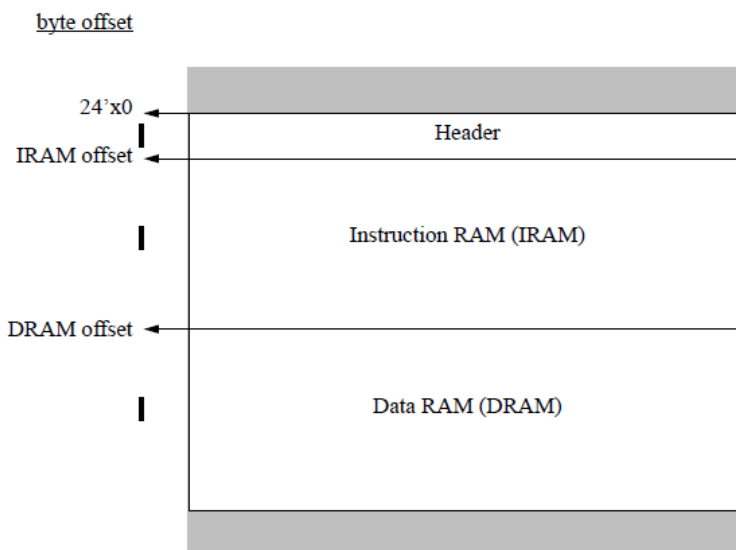 byte offset
24’x0
Header
IRAM offset
Instruction RAM (IRAM)
DRAM offset
Data RAM (DRAM)